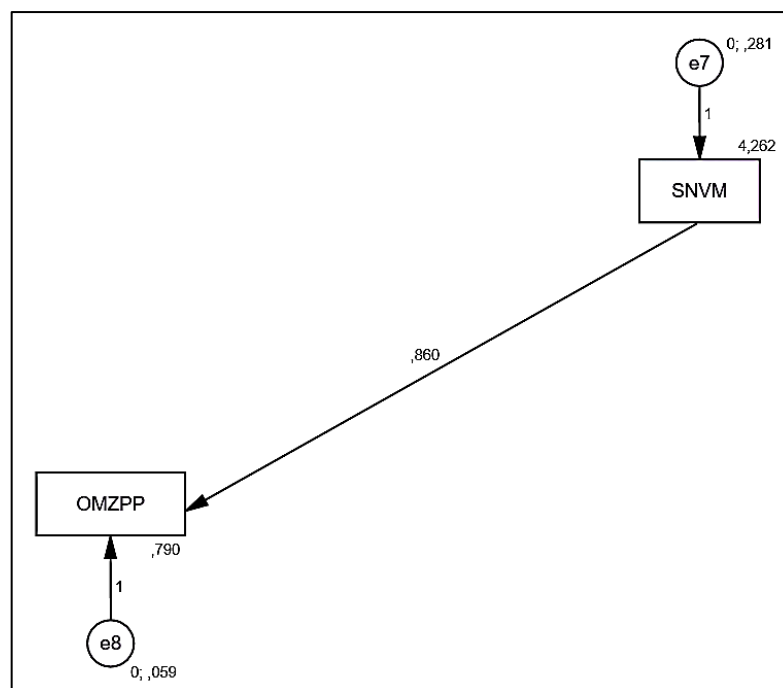 e7
0; ,281
1
4,262
SNVM
,860
OMZPP
,790
1
e8
0; ,059